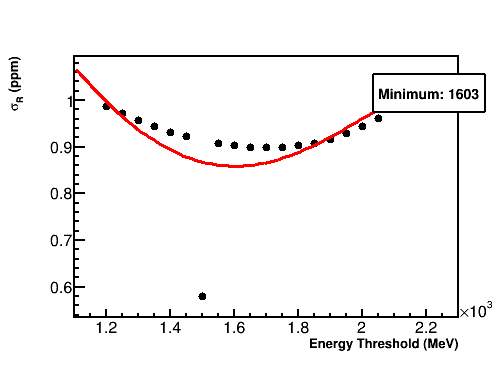 σR (ppm)
Minimum: 1603
1
0.9
0.8
0.7
0.6
1.2 1.4 1.6 1.8 2 2.2
×10³
Energy Threshold (MeV)